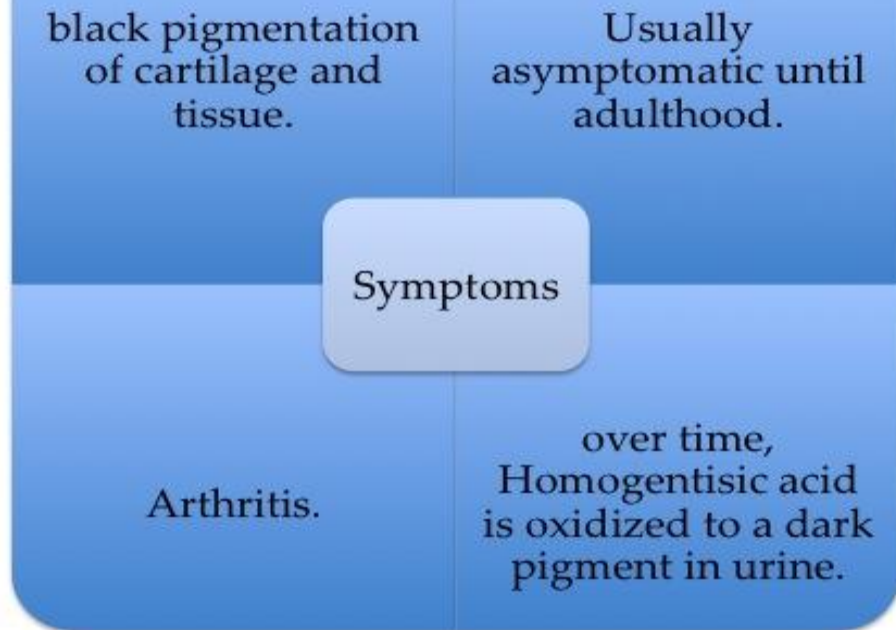 black pigmentation
of cartilage and
tissue.
Usually
asymptomatic until
adulthood.
Symptoms
Arthritis.
over time,
Homogentisic acid
is oxidized to a dark
pigment in urine.